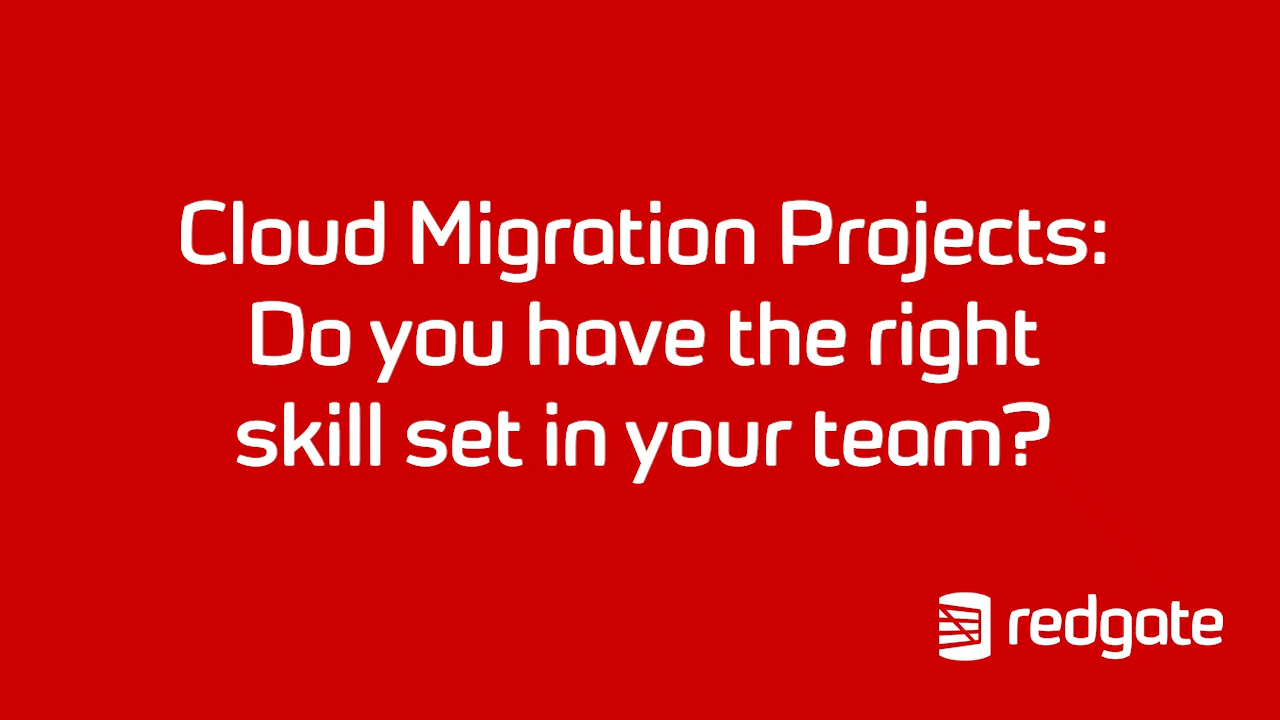 Cloud Migration Projects:
Do you have the right
skill set in your team?
redgate